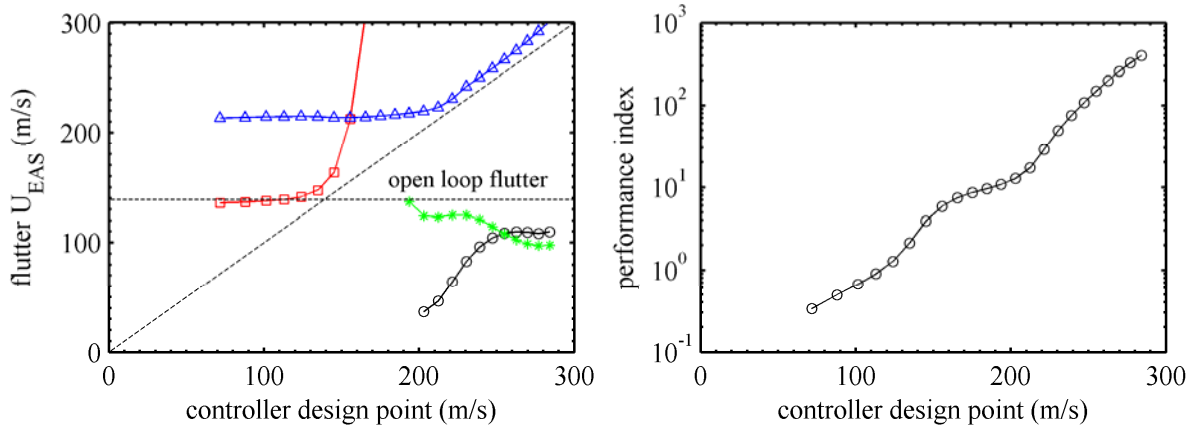 300
200
100
0
flutter U_EAS (m/s)
open loop flutter
0 100 200 300
controller design point (m/s)
10^3
10^2
10^1
10^0
10^-1
performance index
0 100 200 300
controller design point (m/s)